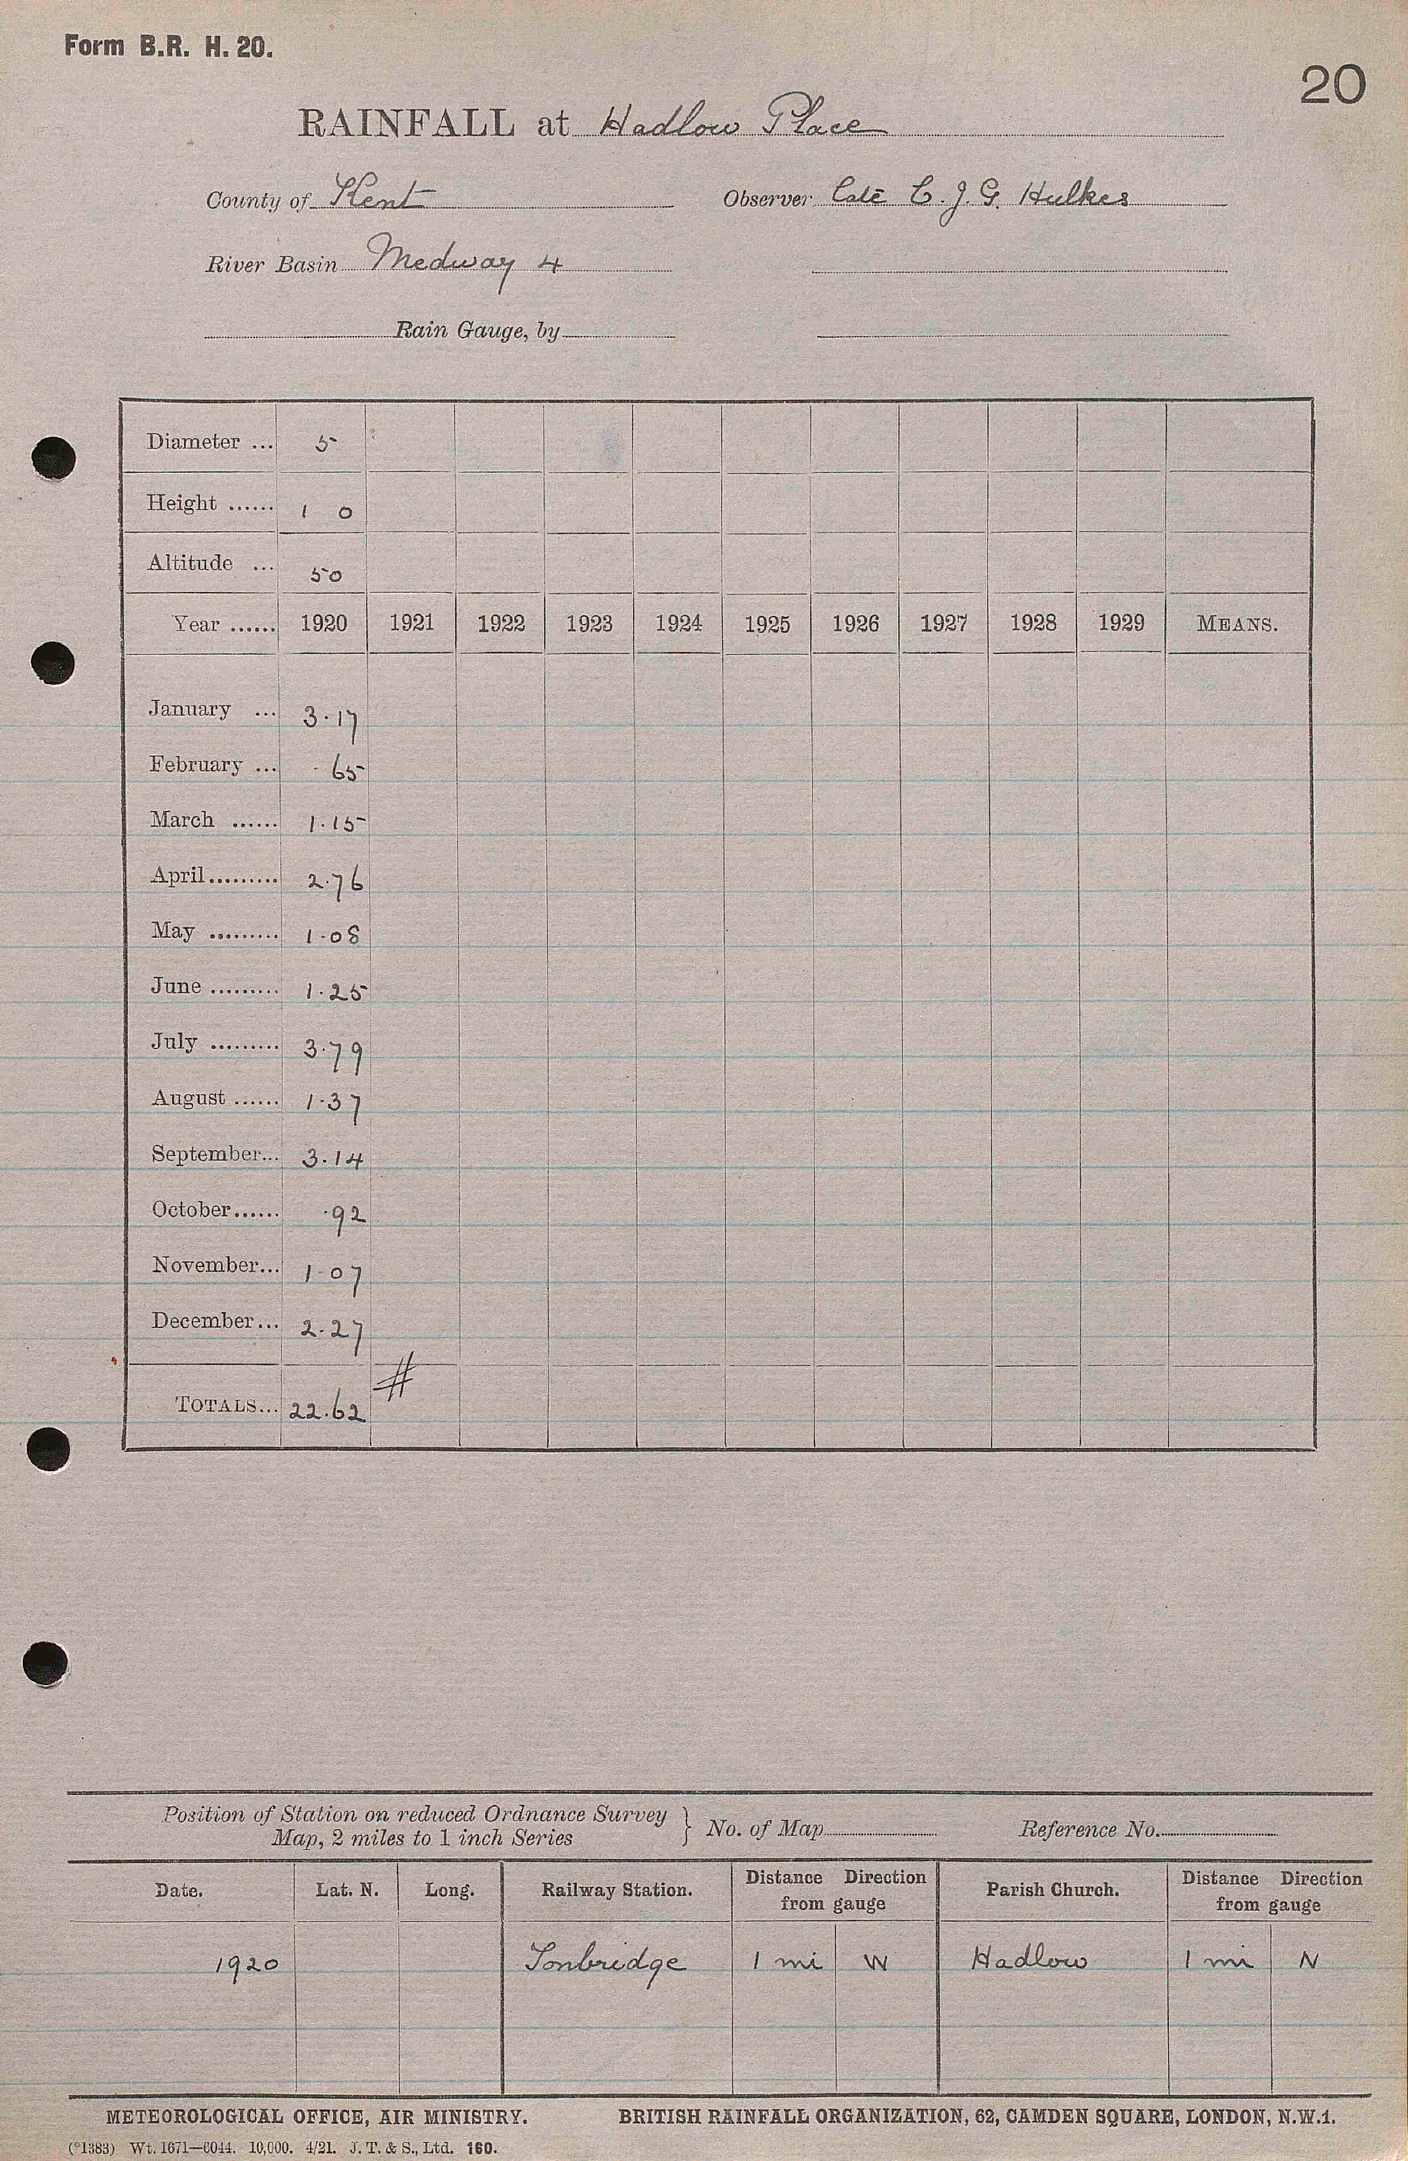 Form B.R. H. 20.
20
RAINFALL at Hadlow Place
County of Kent Observer Cole C. J. G. Hulkes
River Basin Medway 4
Rain Gauge, by
Diameter ... 5
Height ...... 1 0
Altitude ... 50
Year ...... 1920 1921 1922 1923 1924 1925 1926 1927 1928 1929 MEANS.
January ... 3.17
February ... .65
March ...... 1.15
April......... 2.76
May ......... 1.08
June ......... 1.25
July ......... 3.79
August ...... 1.37
September... 3.14
October...... .92
November... 1.07
December... 2.27
TOTALS... 22.62 #
Position of Station on reduced Ordnance Survey
Map, 2 miles to 1 inch Series } No. of Map Reference No.
Date. Lat. N. Long. Railway Station. Distance Direction from gauge Parish Church. Distance Direction from gauge
1920 Tonbridge 1 mi W Hadlow 1 mi N
METEOROLOGICAL OFFICE, AIR MINISTRY. BRITISH RAINFALL ORGANIZATION, 62, CAMDEN SQUARE, LONDON, N.W.1.
(*1383) Wt. 1671—6044. 10,000. 4/21. J. T. & S., Ltd. 160.